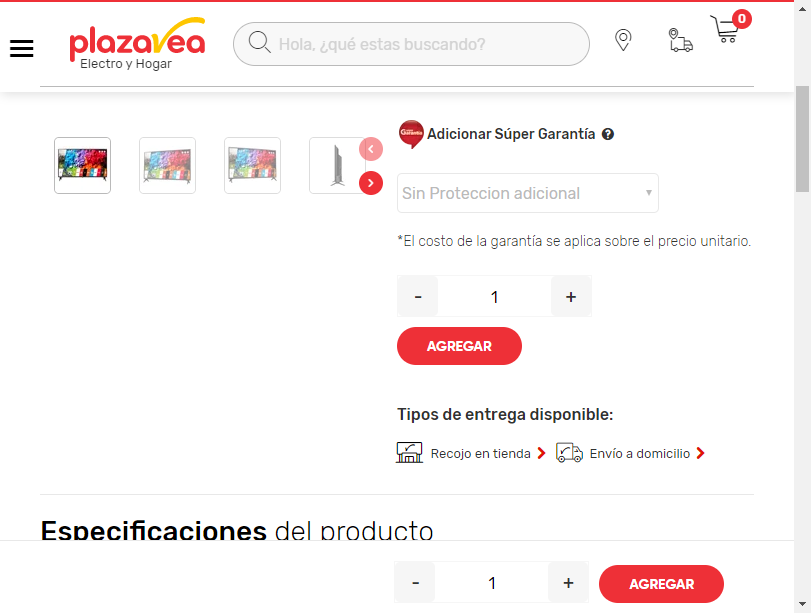 plazavea
Electro y Hogar
Hola, ¿qué estas buscando?
0
Garantía
Adicionar Súper Garantía ?
Sin Proteccion adicional
*El costo de la garantía se aplica sobre el precio unitario.
- 1 +
AGREGAR
Tipos de entrega disponible:
Recojo en tienda
Envío a domicilio
Especificaciones del producto
- 1 +
AGREGAR